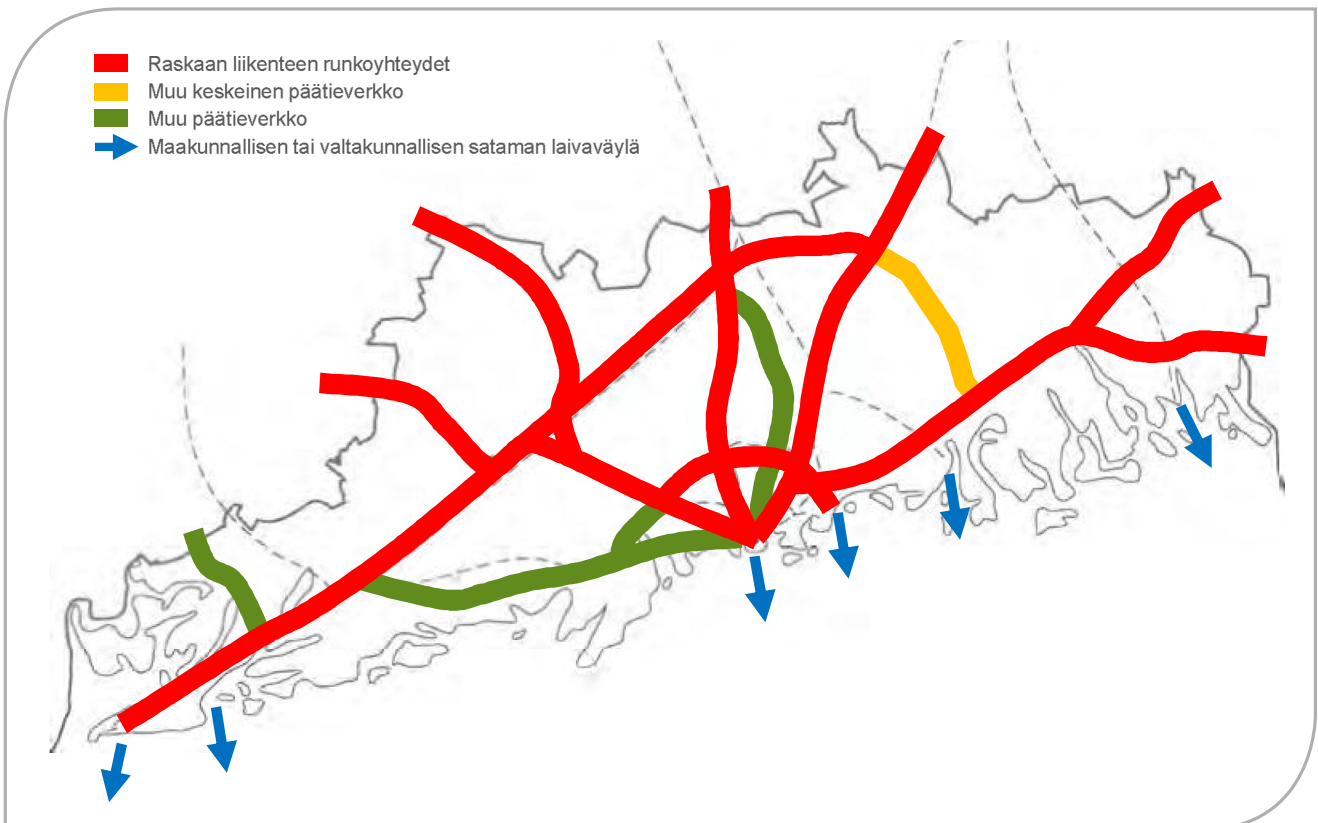 Raskaan liikenteen runkoyhteydet
Muu keskeinen päätieverkko
Muu päätieverkko
Maakunnallisen tai valtakunnallisen sataman laivaväylä